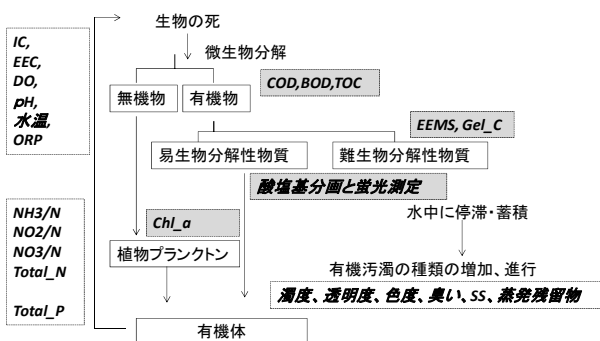 生物の死
微生物分解
IC,
EEC,
DO,
pH,
水温,
ORP
無機物
有機物
COD,BOD,TOC
EEMS, Gel_C
易生物分解性物質
難生物分解性物質
酸塩基分画と蛍光測定
水中に停滞・蓄積
NH3/N
NO2/N
NO3/N
Total_N
Total_P
Chl_a
植物プランクトン
有機汚濁の種類の増加、進行
濁度、透明度、色度、臭い、SS、蒸発残留物
有機体